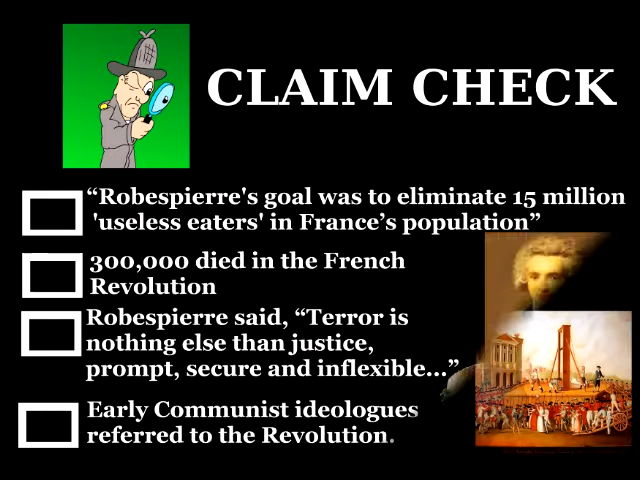 CLAIM CHECK
“Robespierre's goal was to eliminate 15 million
'useless eaters' in France’s population”
300,000 died in the French
Revolution
Robespierre said, “Terror is
nothing else than justice,
prompt, secure and inflexible...”
Early Communist ideologues
referred to the Revolution.